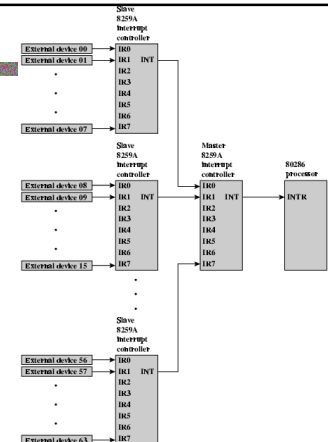 Slave
8259A
interrupt
controller
External device 00
IR0
External device 01
IR1 INT
IR2
IR3
IR4
IR5
IR6
External device 07
IR7
Slave
8259A
interrupt
controller
Master
8259A
interrupt
controller
80286
processor
External device 08
IR0
IR0
External device 09
IR1 INT
IR1 INT
INTR
IR2
IR2
IR3
IR3
IR4
IR4
IR5
IR5
IR6
IR6
External device 15
IR7
IR7
Slave
8259A
interrupt
controller
External device 56
IR0
External device 57
IR1 INT
IR2
IR3
IR4
IR5
IR6
External device 63
IR7